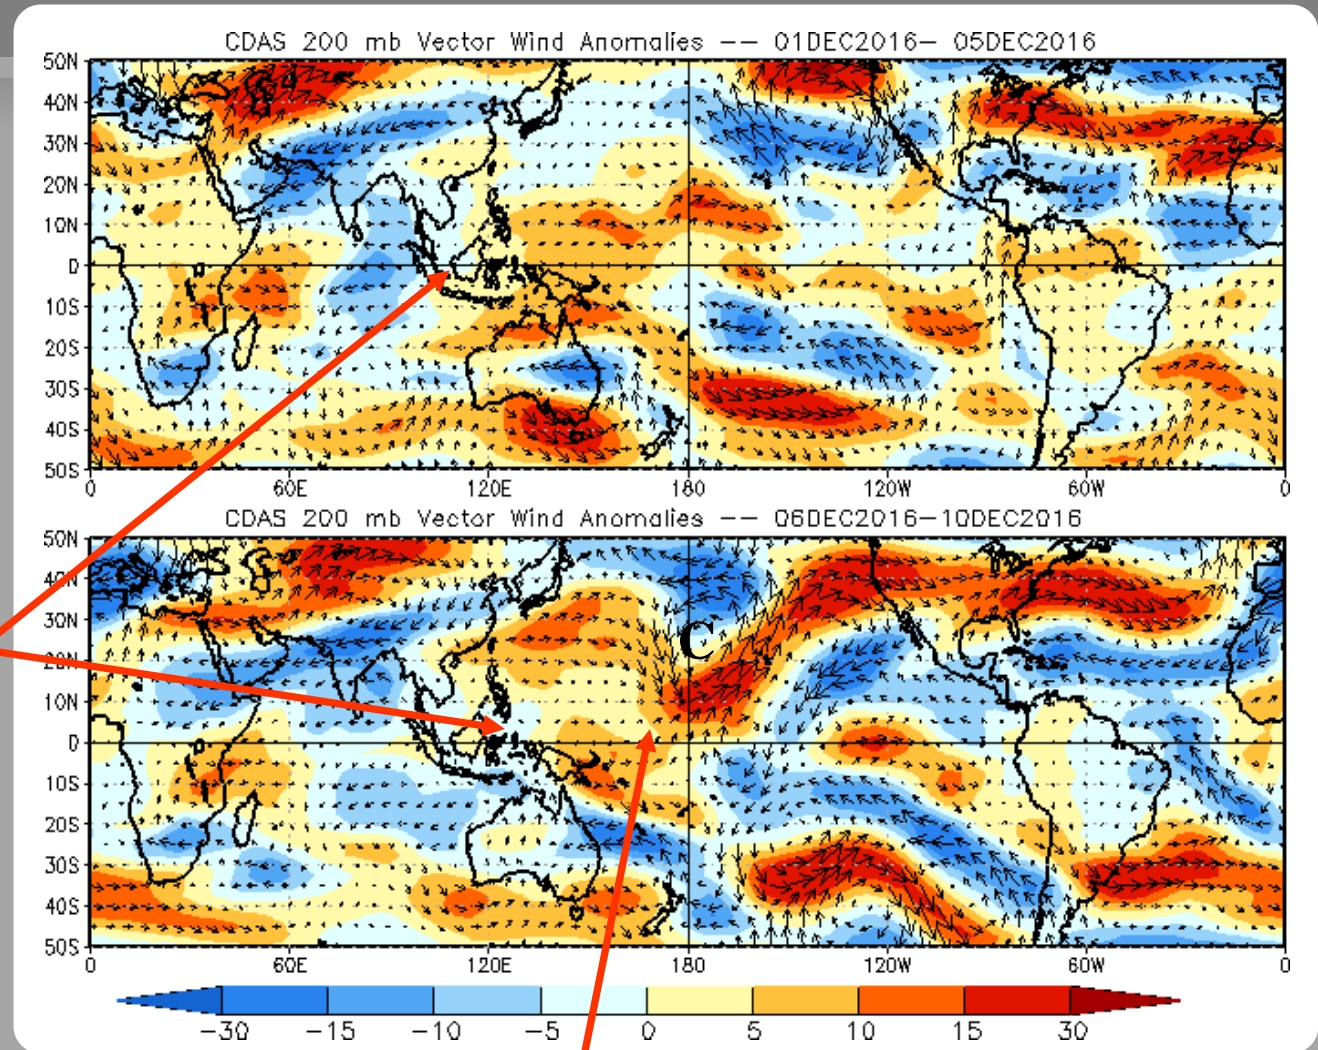 CDAS 200 mb Vector Wind Anomalies -- 01DEC2016- 05DEC2016
50N
40N
30N
20N
10N
0
10S
20S
30S
40S
50S
0 60E 120E 180 120W 60W 0
CDAS 200 mb Vector Wind Anomalies -- 06DEC2016-10DEC2016
50N
40N
30N
C
20N
10N
0
10S
20S
30S
40S
50S
0 60E 120E 180 120W 60W 0
-30 -15 -10 -5 0 5 10 15 30